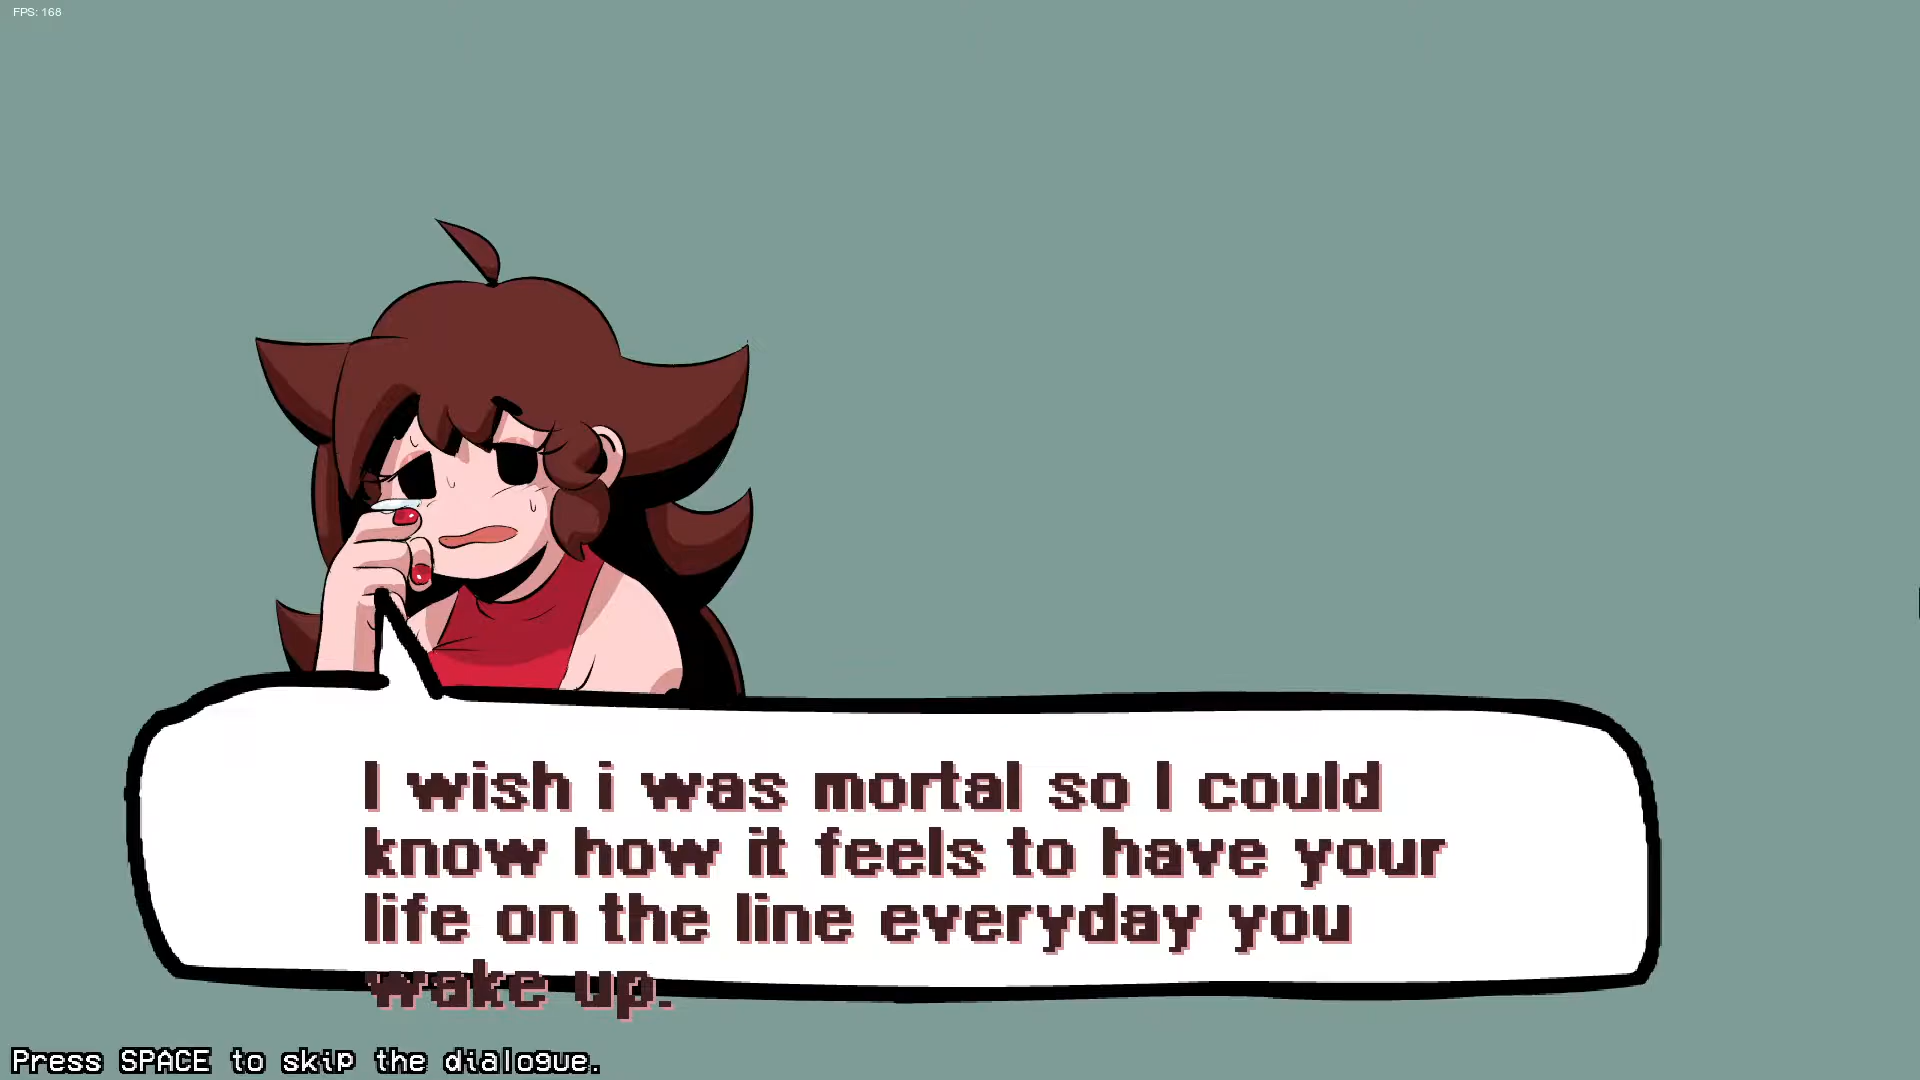 FPS: 168
I wish i was mortal so I could
know how it feels to have your
life on the line everyday you
wake up.
Press SPACE to skip the dialogue.